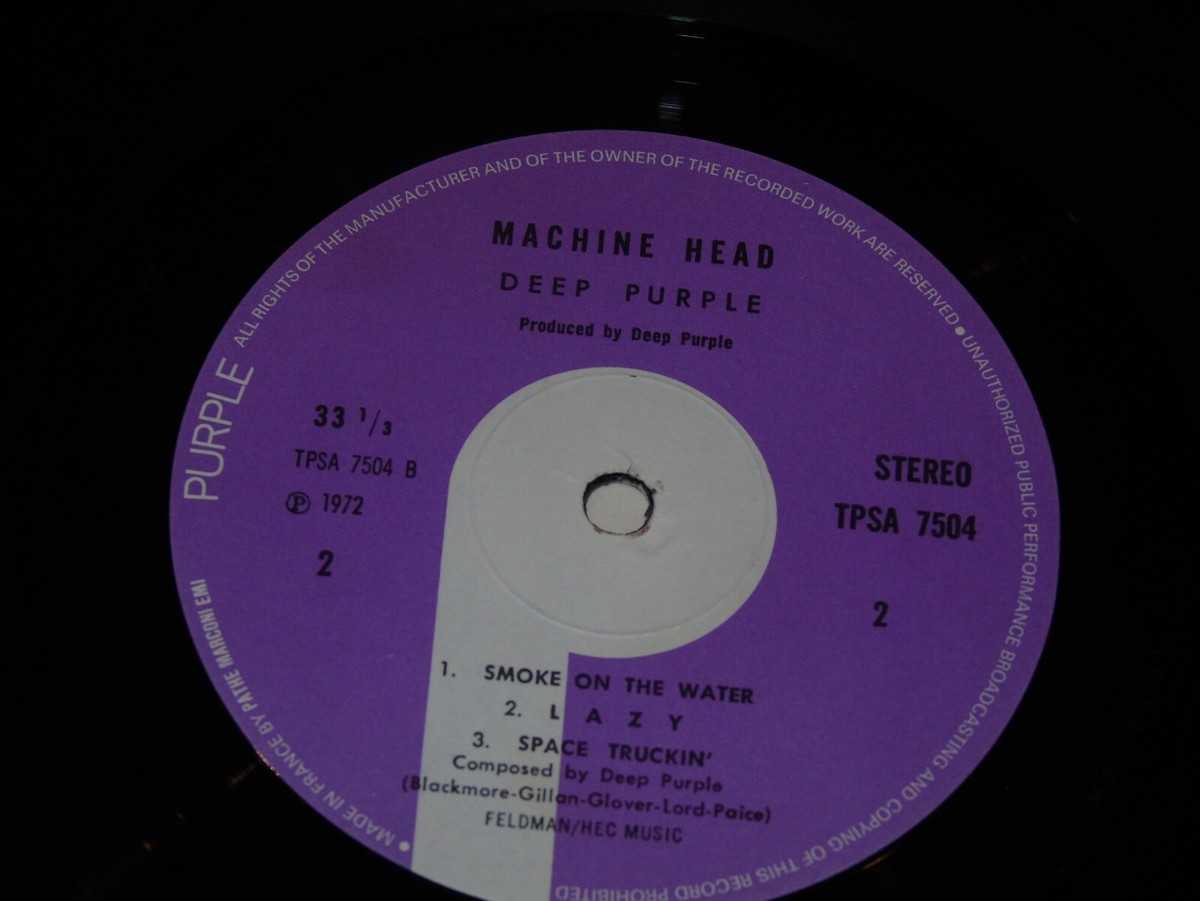 MACHINE HEAD
DEEP PURPLE
Produced by Deep Purple
33 1/3
TPSA 7504 B
℗ 1972
2
STEREO
TPSA 7504
2
1. SMOKE ON THE WATER
2. LAZY
3. SPACE TRUCKIN'
Composed by Deep Purple
(Blackmore-Gillan-Glover-Lord-Paice)
FELDMAN/HEC MUSIC
PURPLE
ALL RIGHTS OF THE MANUFACTURER AND OF THE OWNER OF THE RECORDED WORK ARE RESERVED ● UNAUTHORIZED PUBLIC PERFORMANCE BROADCASTING AND COPYING OF THIS RECORD PROHIBITED
● MADE IN FRANCE BY PATHE MARCONI EMI